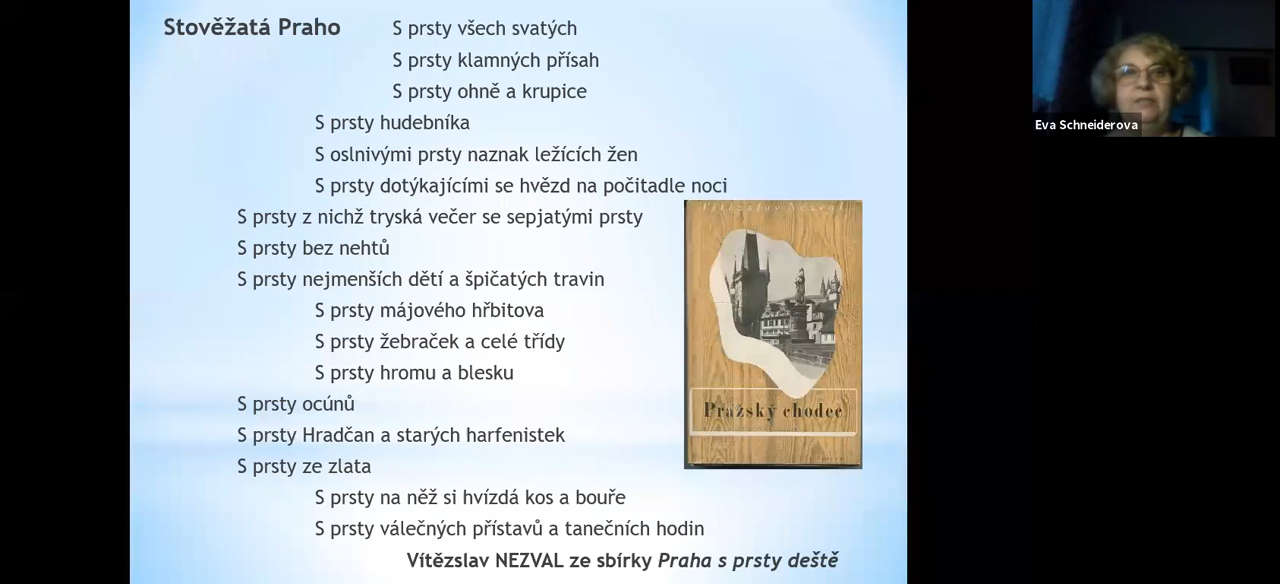 Stověžatá Praho
S prsty všech svatých
S prsty klamných přísah
S prsty ohně a krupice
S prsty hudebníka
S oslnivými prsty naznak ležících žen
S prsty dotýkajícími se hvězd na počitadle noci
S prsty z nichž tryská večer se sepjatými prsty
S prsty bez nehtů
S prsty nejmenších dětí a špičatých travin
S prsty májového hřbitova
S prsty žebraček a celé třídy
S prsty hromu a blesku
S prsty ocúnů
S prsty Hradčan a starých harfenistek
S prsty ze zlata
S prsty na něž si hvízdá kos a bouře
S prsty válečných přístavů a tanečních hodin
Vítězslav NEZVAL ze sbírky Praha s prsty deště
Vítězslav Nezval
Pražský chodec
Eva Schneiderova